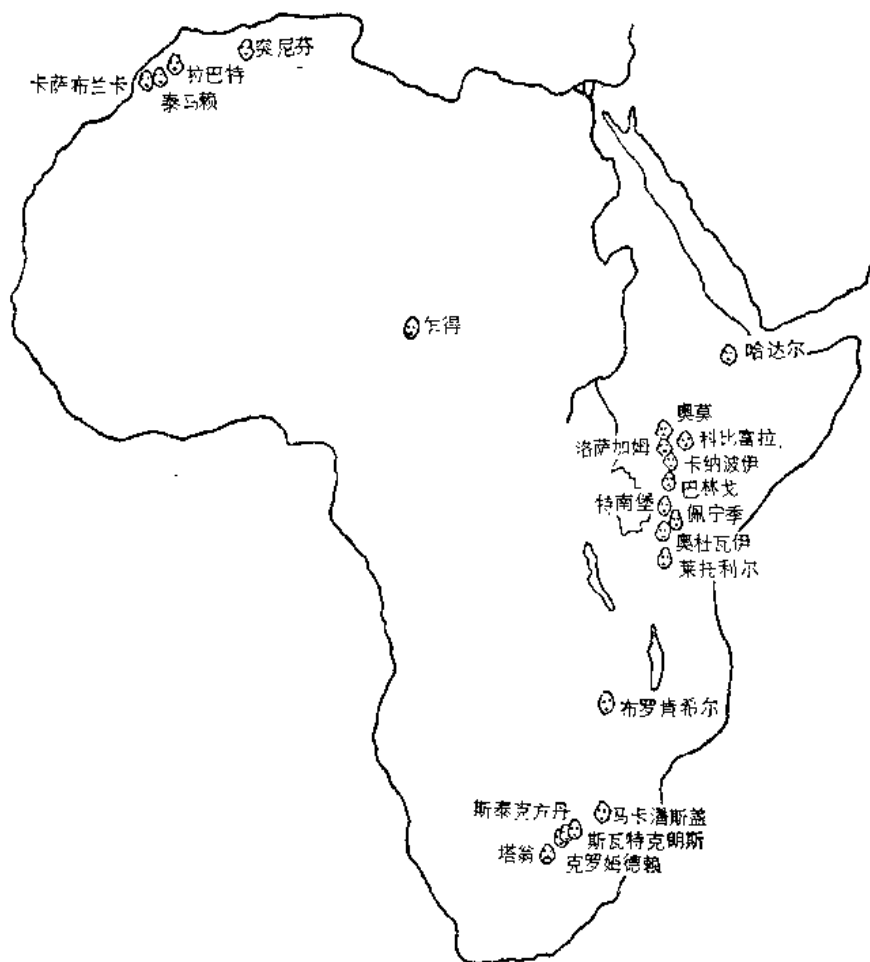 突尼芬
拉巴特
卡萨布兰卡
泰马赖
乍得
哈达尔
奥莫
科比富拉
洛萨加姆
卡纳波伊
巴林戈
特南堡
佩宁季
奥杜瓦伊
莱托利尔
布罗肯希尔
斯泰克方丹
马卡潘斯盖
斯瓦特克朗斯
塔翁
克罗姆德赖